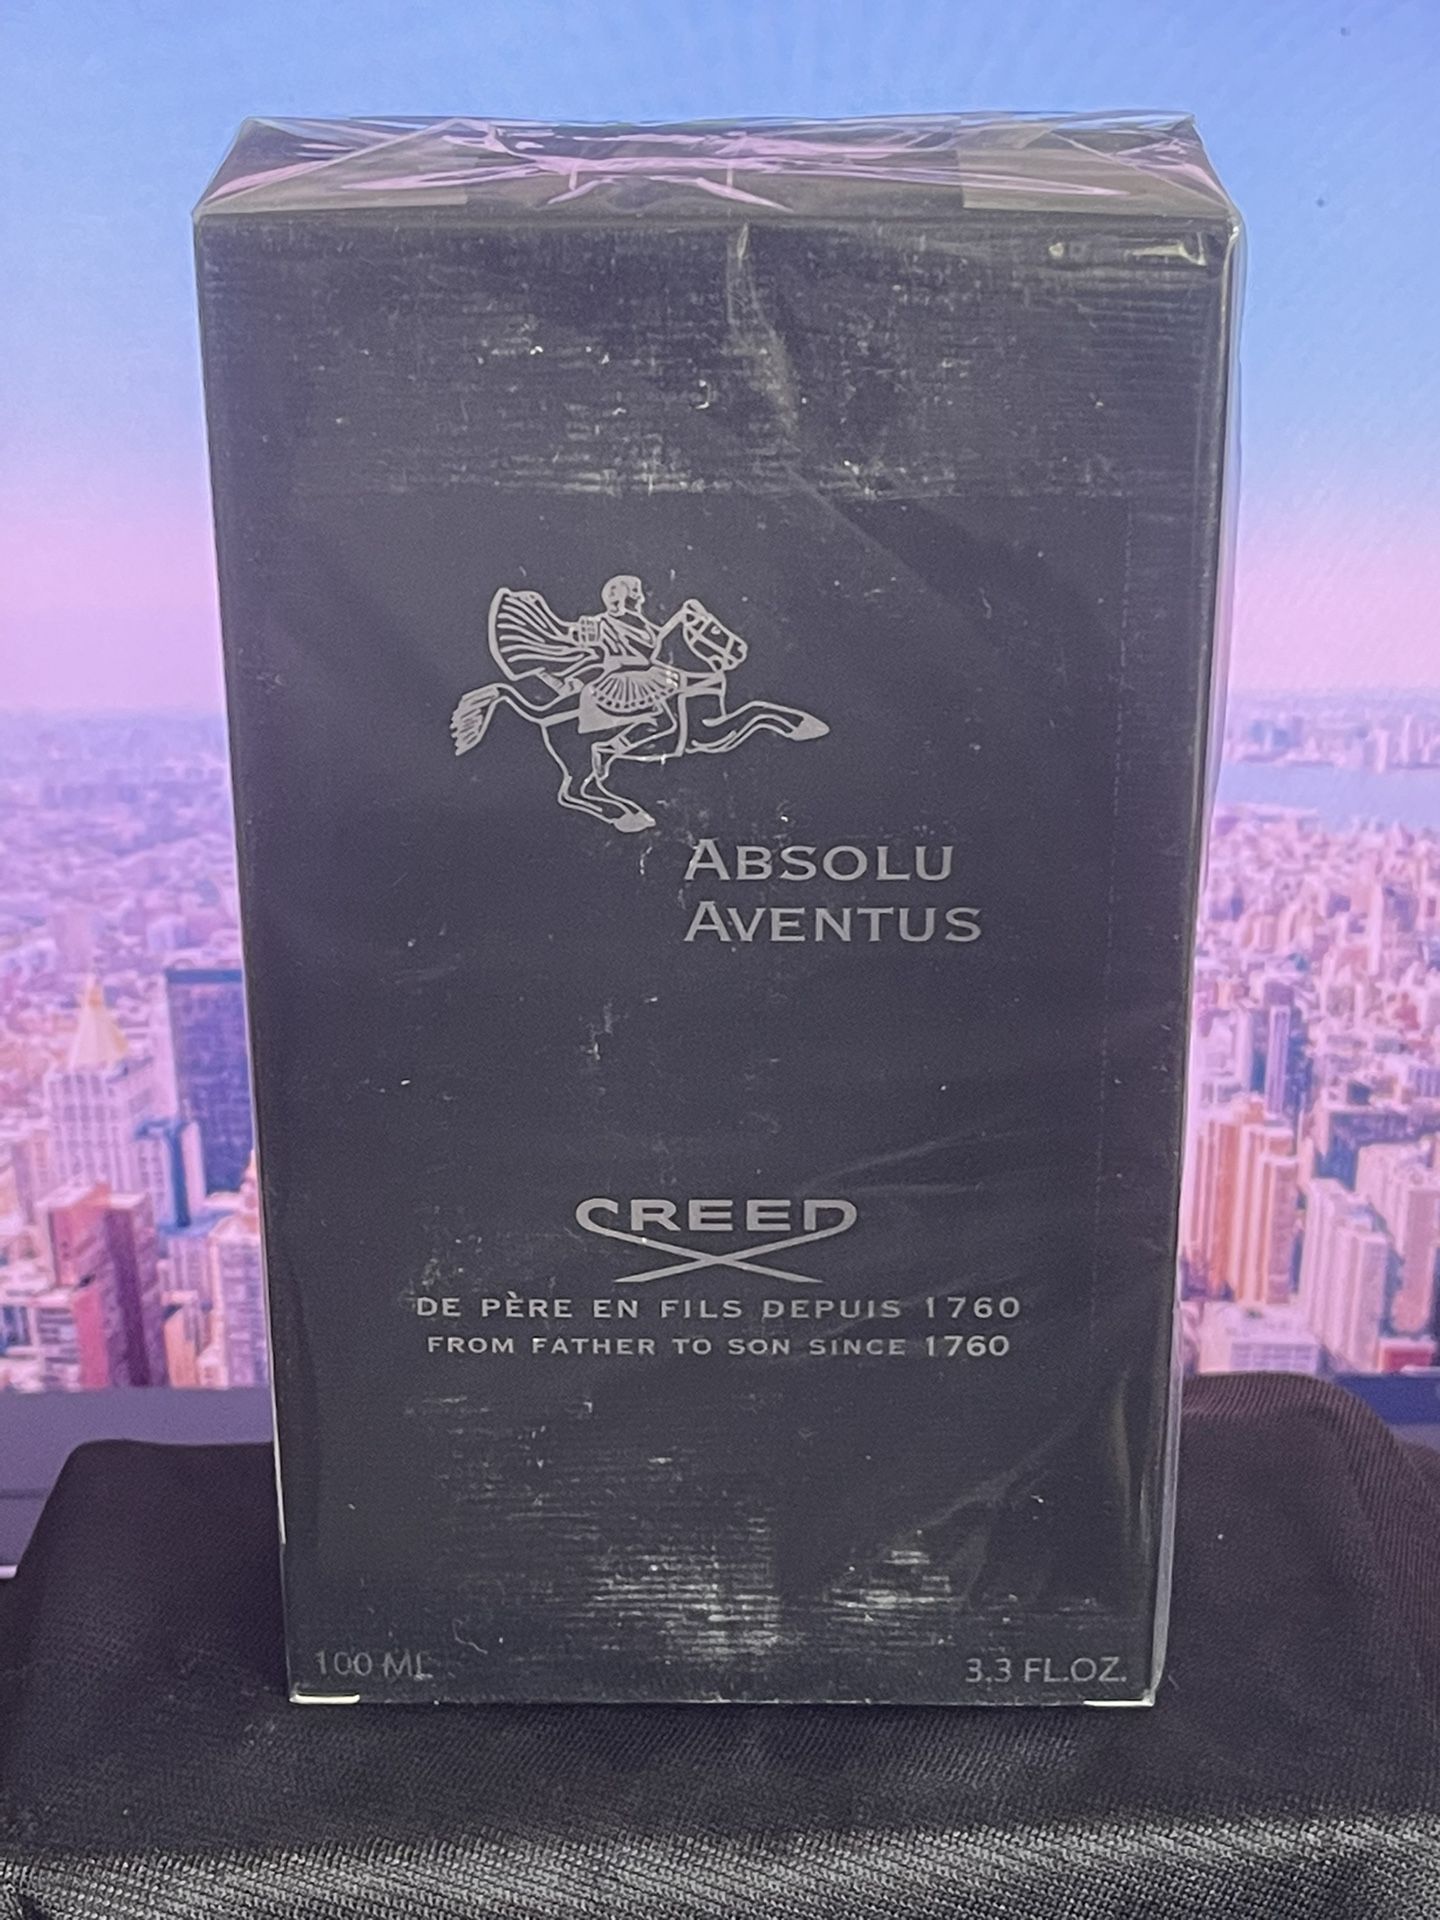 ABSOLU
AVENTUS
CREED
DE PÈRE EN FILS DEPUIS 1760
FROM FATHER TO SON SINCE 1760
100 ML
3.3 FL.OZ.